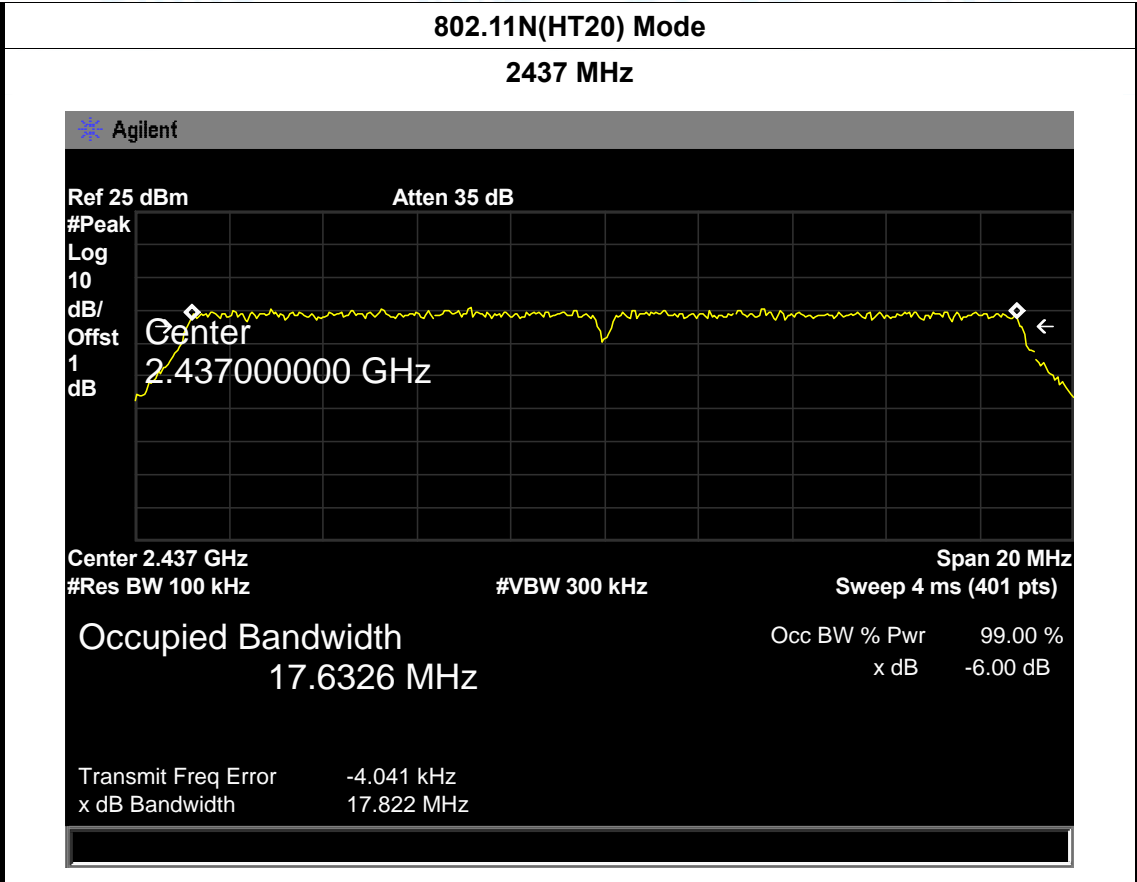 802.11N(HT20) Mode
2437 MHz
Agilent
Ref 25 dBm Atten 35 dB
#Peak
Log
10
dB/
Offst
1
dB
Center
2.437000000 GHz
Center 2.437 GHz Span 20 MHz
#Res BW 100 kHz #VBW 300 kHz Sweep 4 ms (401 pts)
Occupied Bandwidth Occ BW % Pwr 99.00 %
17.6326 MHz x dB -6.00 dB
Transmit Freq Error -4.041 kHz
x dB Bandwidth 17.822 MHz